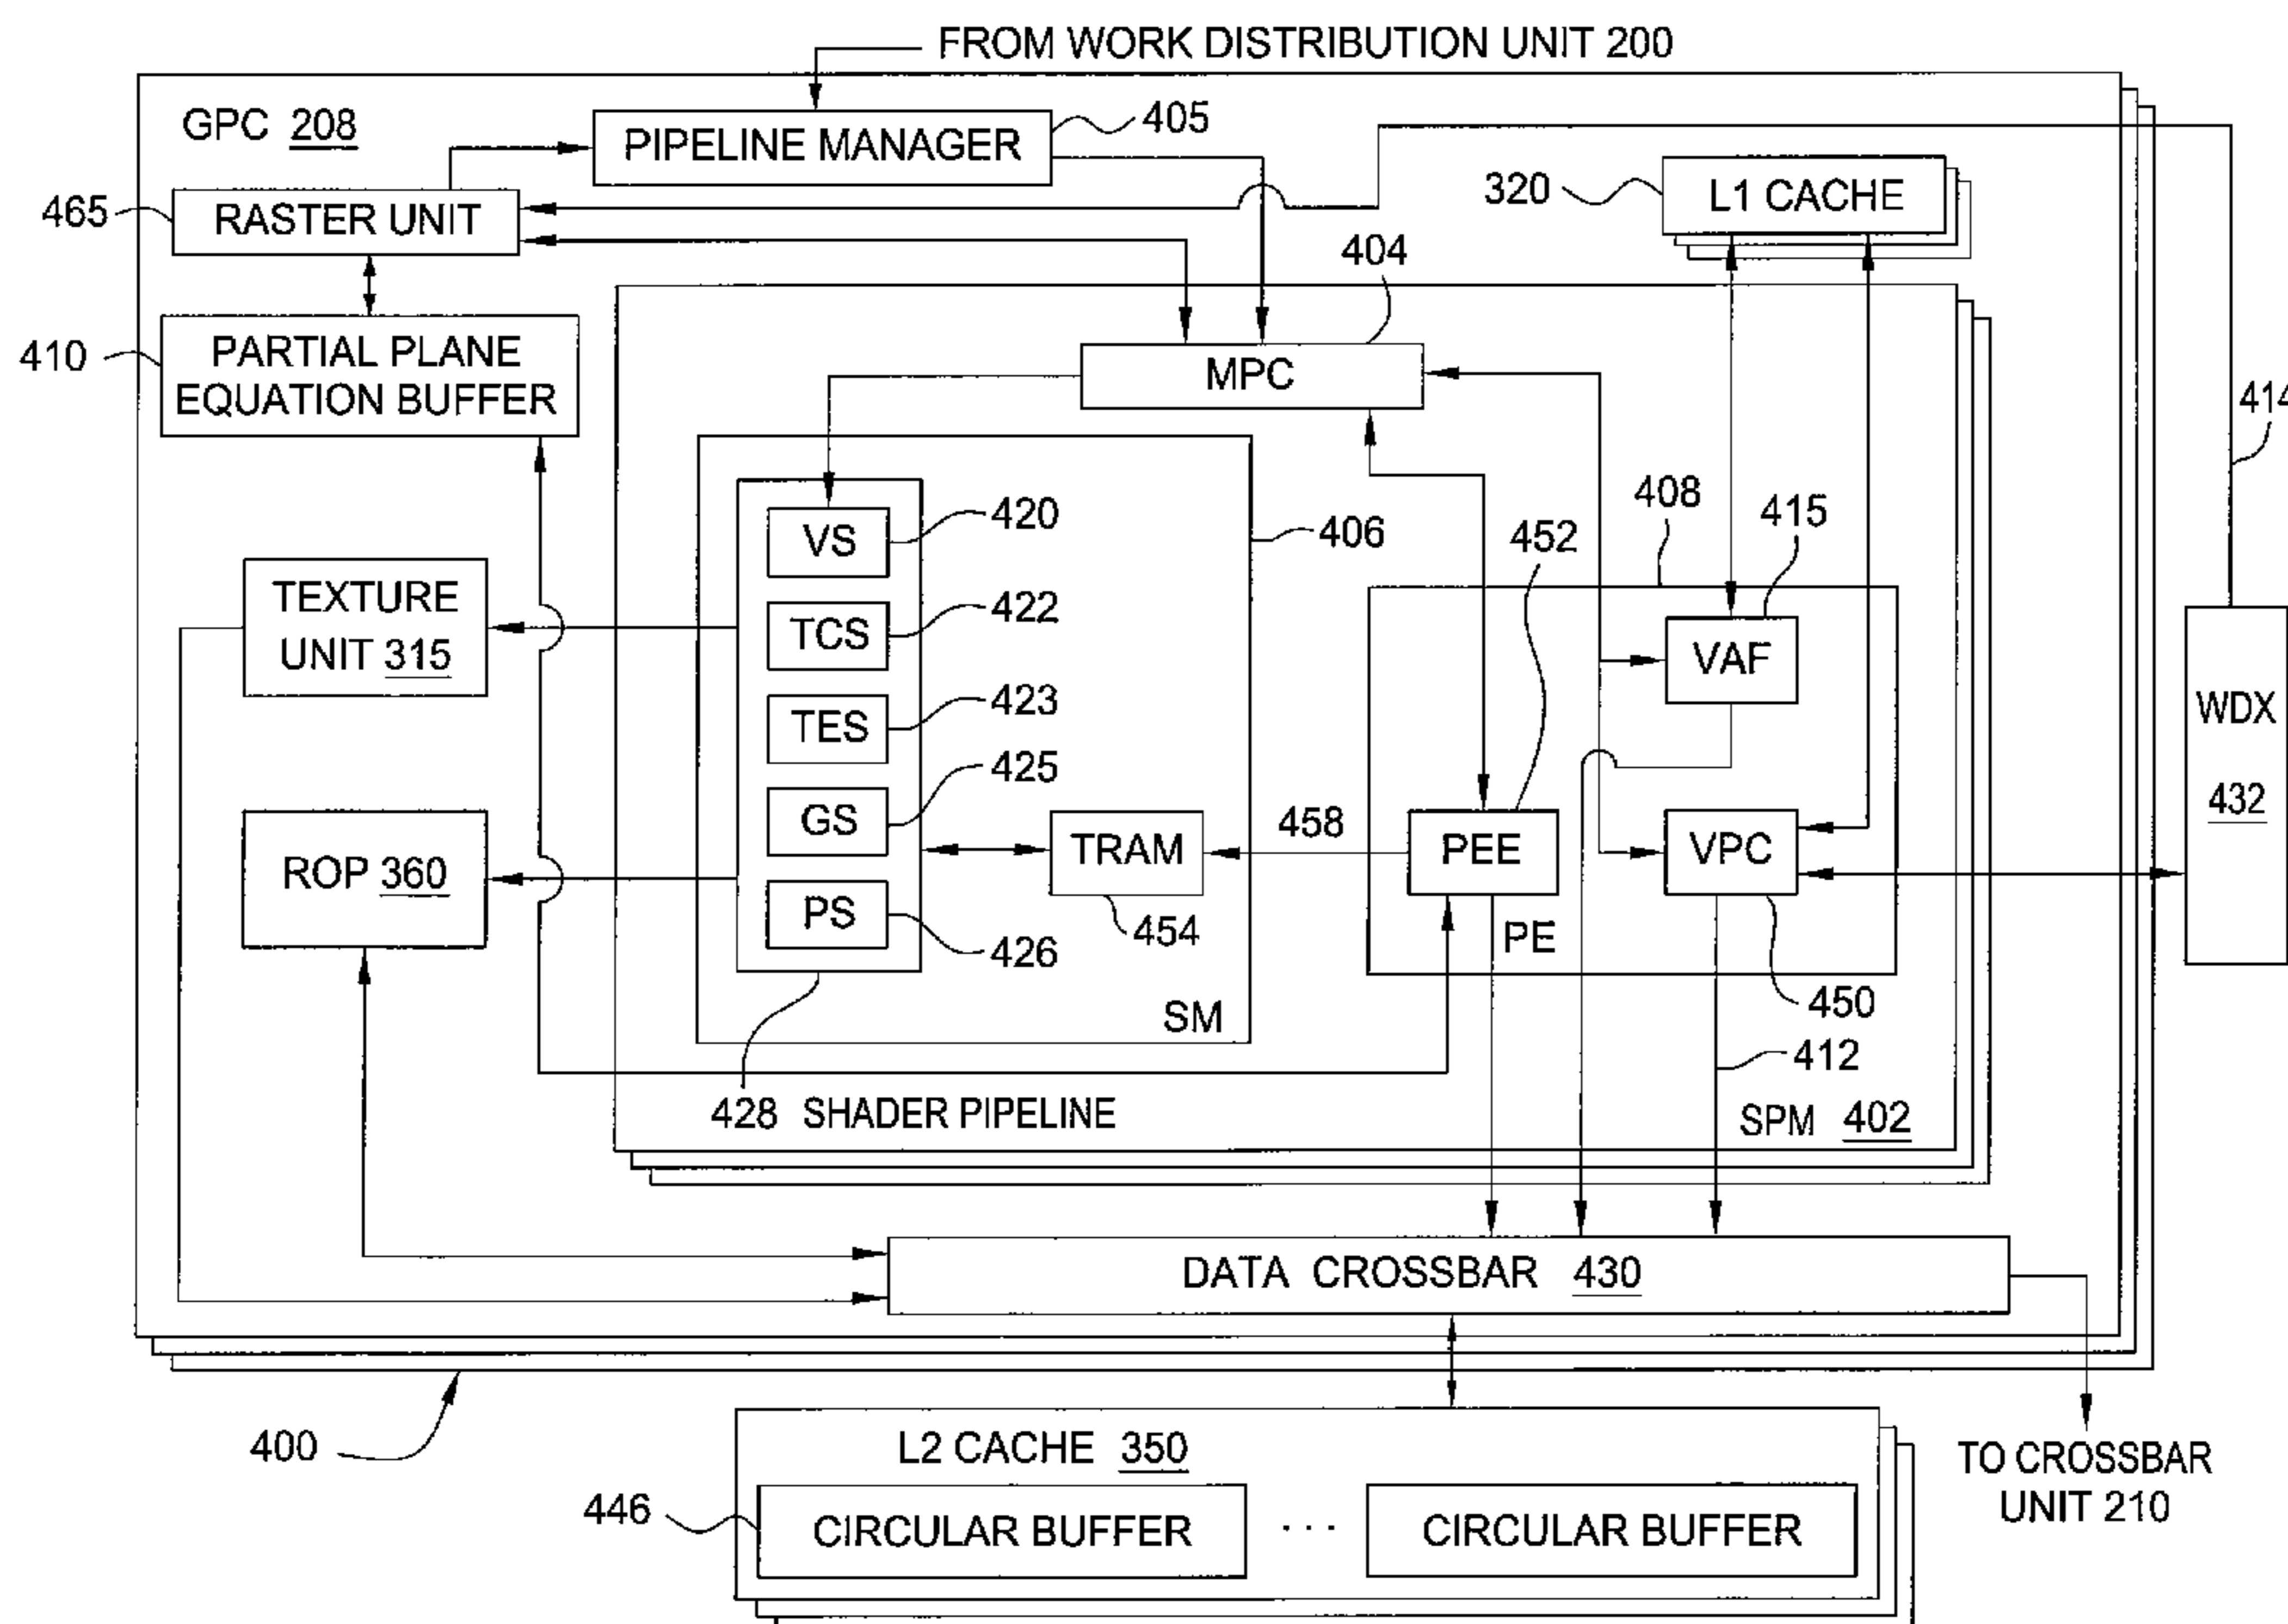 FROM WORK DISTRIBUTION UNIT 200
GPC 208
PIPELINE MANAGER
405
465
RASTER UNIT
320
L1 CACHE
404
410
PARTIAL PLANE
EQUATION BUFFER
MPC
414
408
415
VS
420
406
452
TEXTURE
UNIT 315
TCS
422
VAF
TES
423
WDX
432
425
GS
ROP 360
TRAM
458
PEE
VPC
PS
426
454
PE
450
SM
412
428 SHADER PIPELINE
SPM 402
DATA CROSSBAR 430
400
L2 CACHE 350
TO CROSSBAR
UNIT 210
446
CIRCULAR BUFFER
. . .
CIRCULAR BUFFER